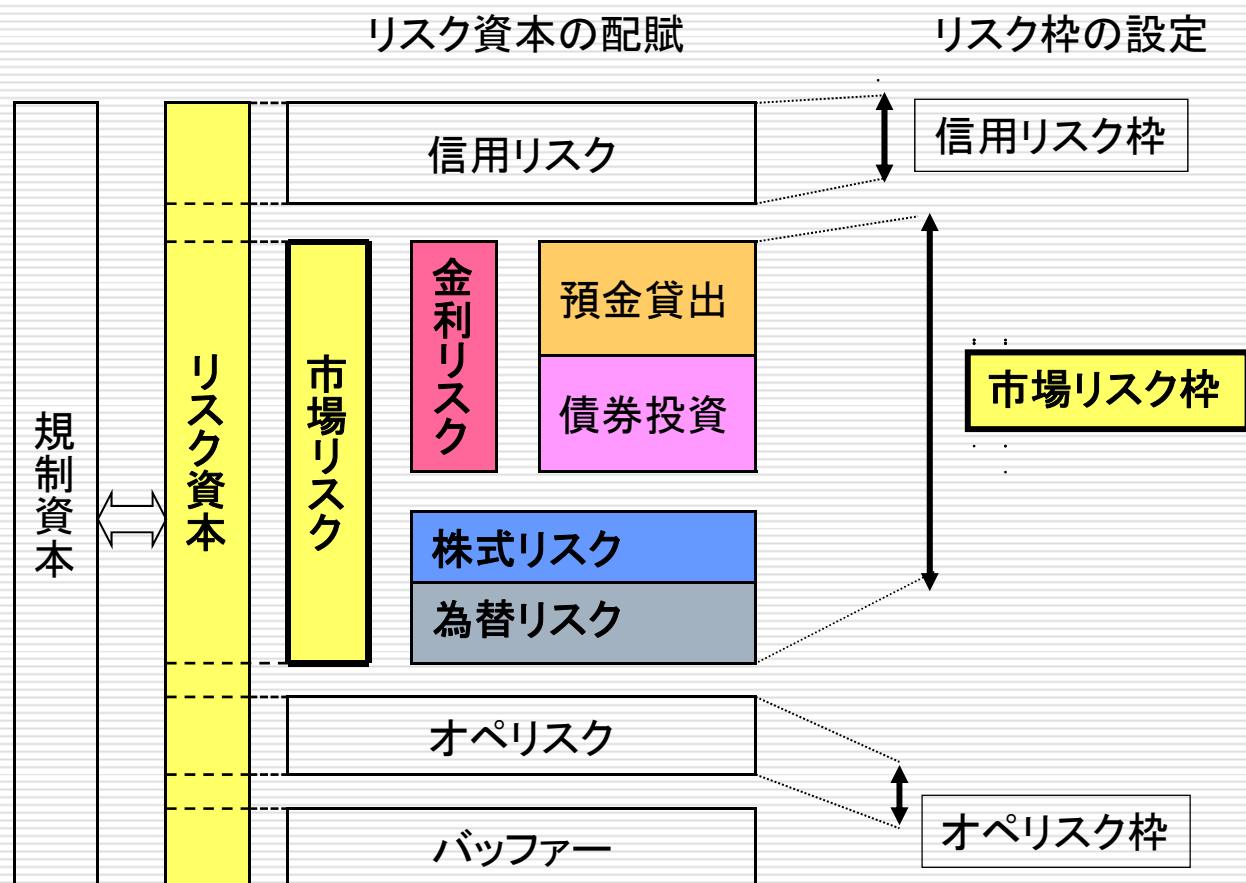 リスク資本の配賦
リスク枠の設定
規制資本
リスク資本
信用リスク
信用リスク枠
市場リスク
金利リスク
預金貸出
債券投資
市場リスク枠
株式リスク
為替リスク
オペリスク
オペリスク枠
バッファー